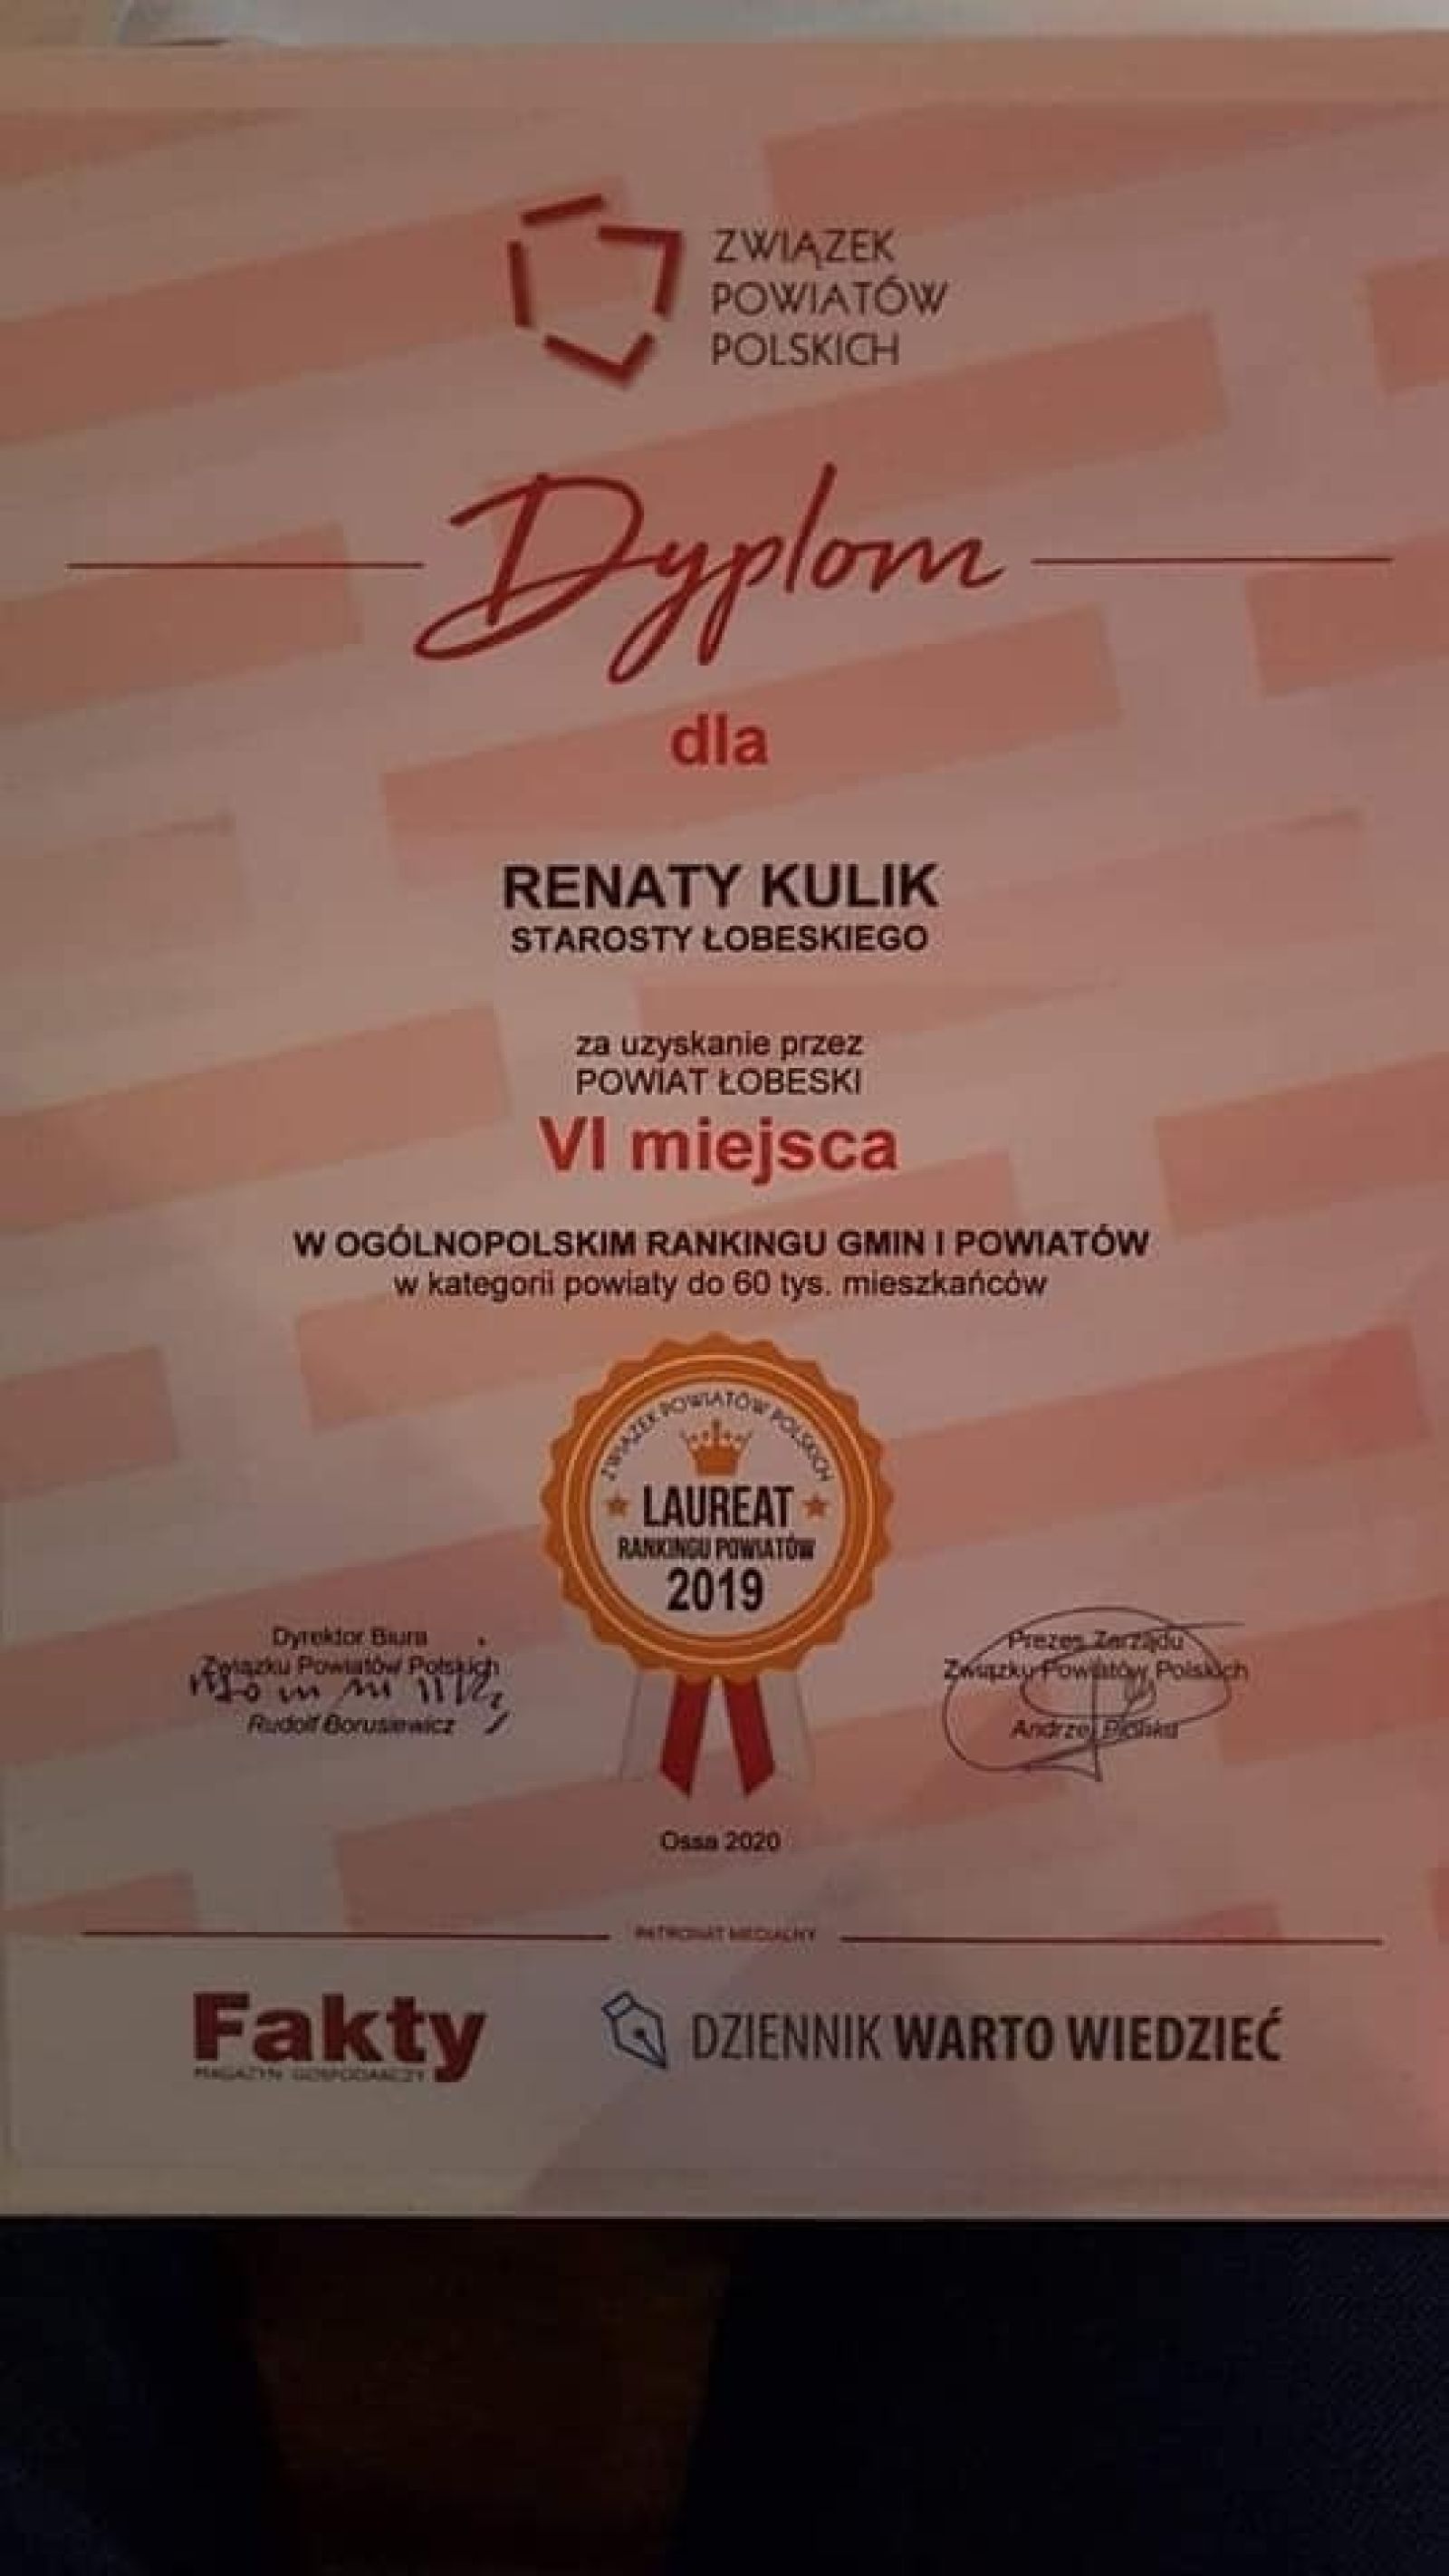 ZWIĄZEK
POWIATÓW
POLSKICH
Dyplom
dla
RENATY KULIK
STAROSTY ŁOBESKIEGO
za uzyskanie przez
POWIAT ŁOBESKI
VI miejsca
W OGÓLNOPOLSKIM RANKINGU GMIN I POWIATÓW
w kategorii powiaty do 60 tys. mieszkańców
ZWIĄZEK POWIATÓW POLSKICH
LAUREAT
RANKINGU POWIATÓW
2019
Dyrektor Biura
Związku Powiatów Polskich
Rudolf Borusiewicz
Prezes Zarządu
Związku Powiatów Polskich
Andrzej
Ossa 2020
PATRONAT MEDIALNY
Fakty
MAGAZYN GOSPODARCZY
DZIENNIK WARTO WIEDZIEĆ